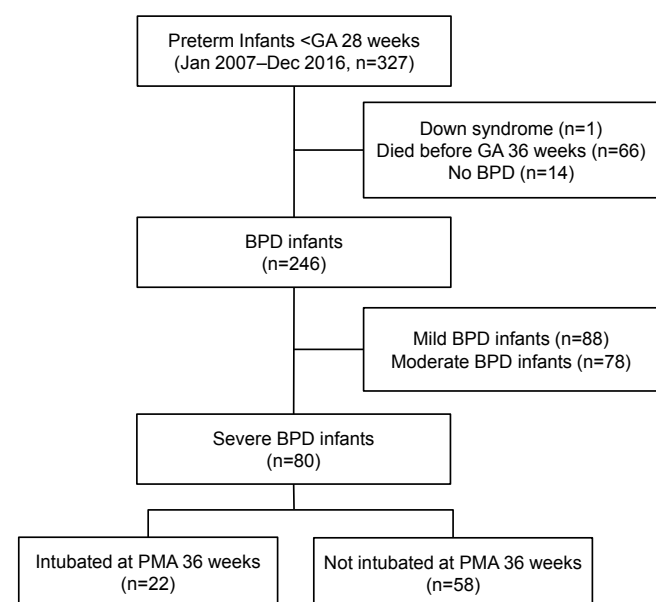 Preterm Infants <GA 28 weeks
(Jan 2007–Dec 2016, n=327)
Down syndrome (n=1)
Died before GA 36 weeks (n=66)
No BPD (n=14)
BPD infants
(n=246)
Mild BPD infants (n=88)
Moderate BPD infants (n=78)
Severe BPD infants
(n=80)
Intubated at PMA 36 weeks
(n=22)
Not intubated at PMA 36 weeks
(n=58)